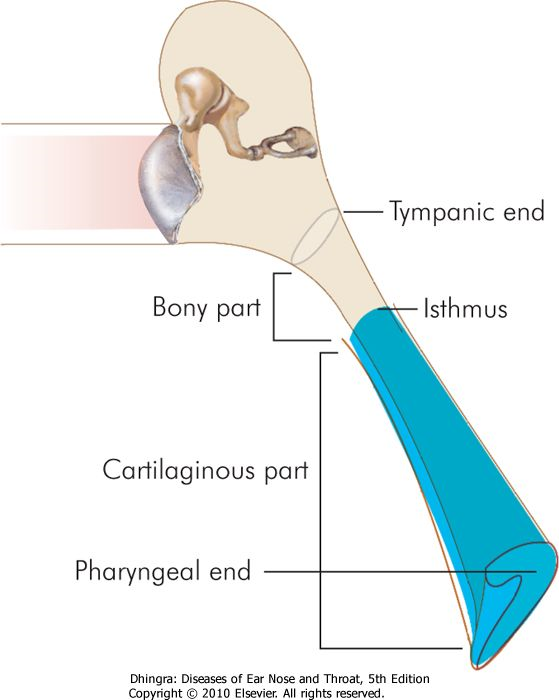 Tympanic end
Bony part
Isthmus
Cartilaginous part
Pharyngeal end
Dhingra: Diseases of Ear Nose and Throat, 5th Edition
Copyright © 2010 Elsevier. All rights reserved.